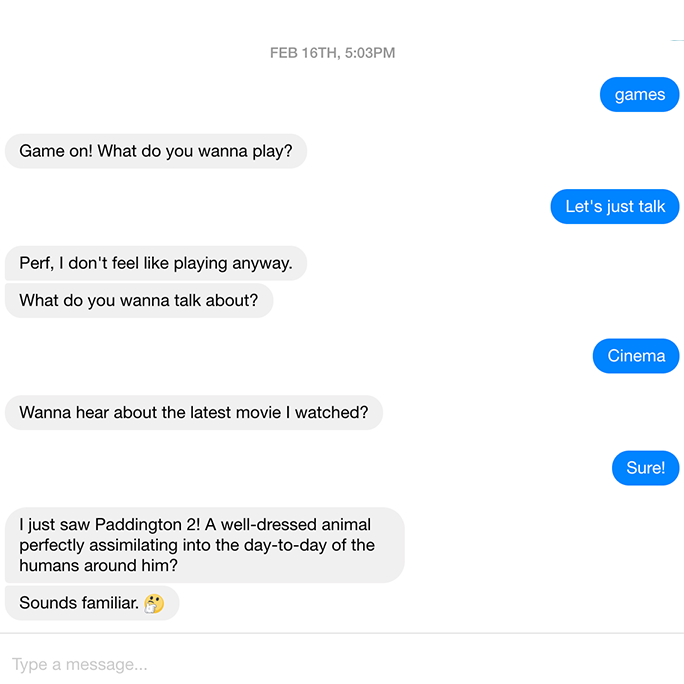 FEB 16TH, 5:03PM
games
Game on! What do you wanna play?
Let's just talk
Perf, I don't feel like playing anyway.
What do you wanna talk about?
Cinema
Wanna hear about the latest movie I watched?
Sure!
I just saw Paddington 2! A well-dressed animal
perfectly assimilating into the day-to-day of the
humans around him?
Sounds familiar. 🤔
Type a message...